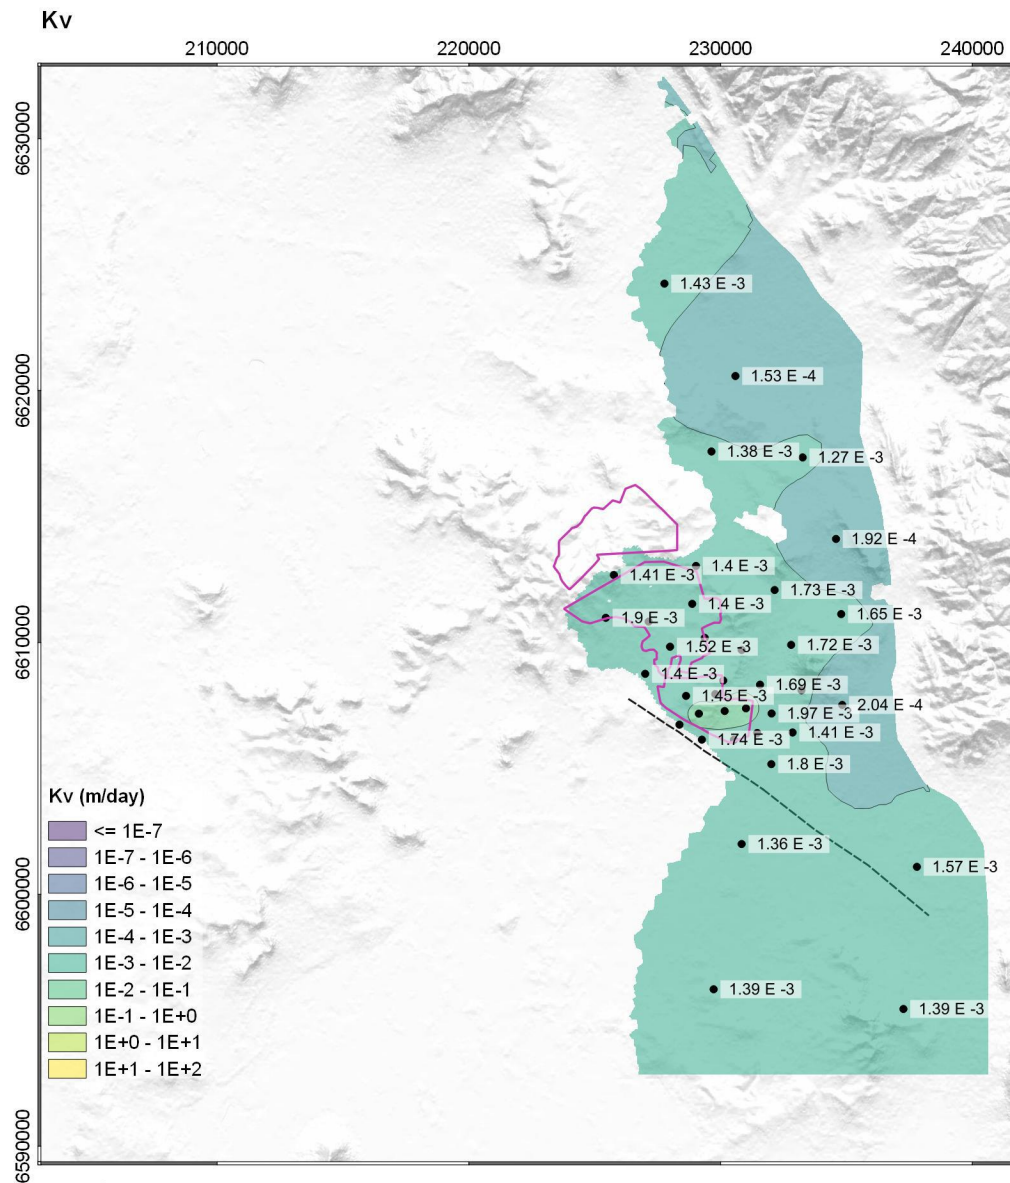 Kv
210000
220000
230000
240000
6630000
6620000
6610000
6600000
6590000
1.43 E -3
1.53 E -4
1.38 E -3
1.27 E -3
1.92 E -4
1.4 E -3
1.41 E -3
1.73 E -3
1.4 E -3
1.65 E -3
1.9 E -3
1.52 E -3
1.72 E -3
1.4 E -3
1.69 E -3
1.45 E -3
2.04 E -4
1.97 E -3
1.41 E -3
1.74 E -3
1.8 E -3
1.36 E -3
1.57 E -3
1.39 E -3
1.39 E -3
Kv (m/day)
<= 1E-7
1E-7 - 1E-6
1E-6 - 1E-5
1E-5 - 1E-4
1E-4 - 1E-3
1E-3 - 1E-2
1E-2 - 1E-1
1E-1 - 1E+0
1E+0 - 1E+1
1E+1 - 1E+2